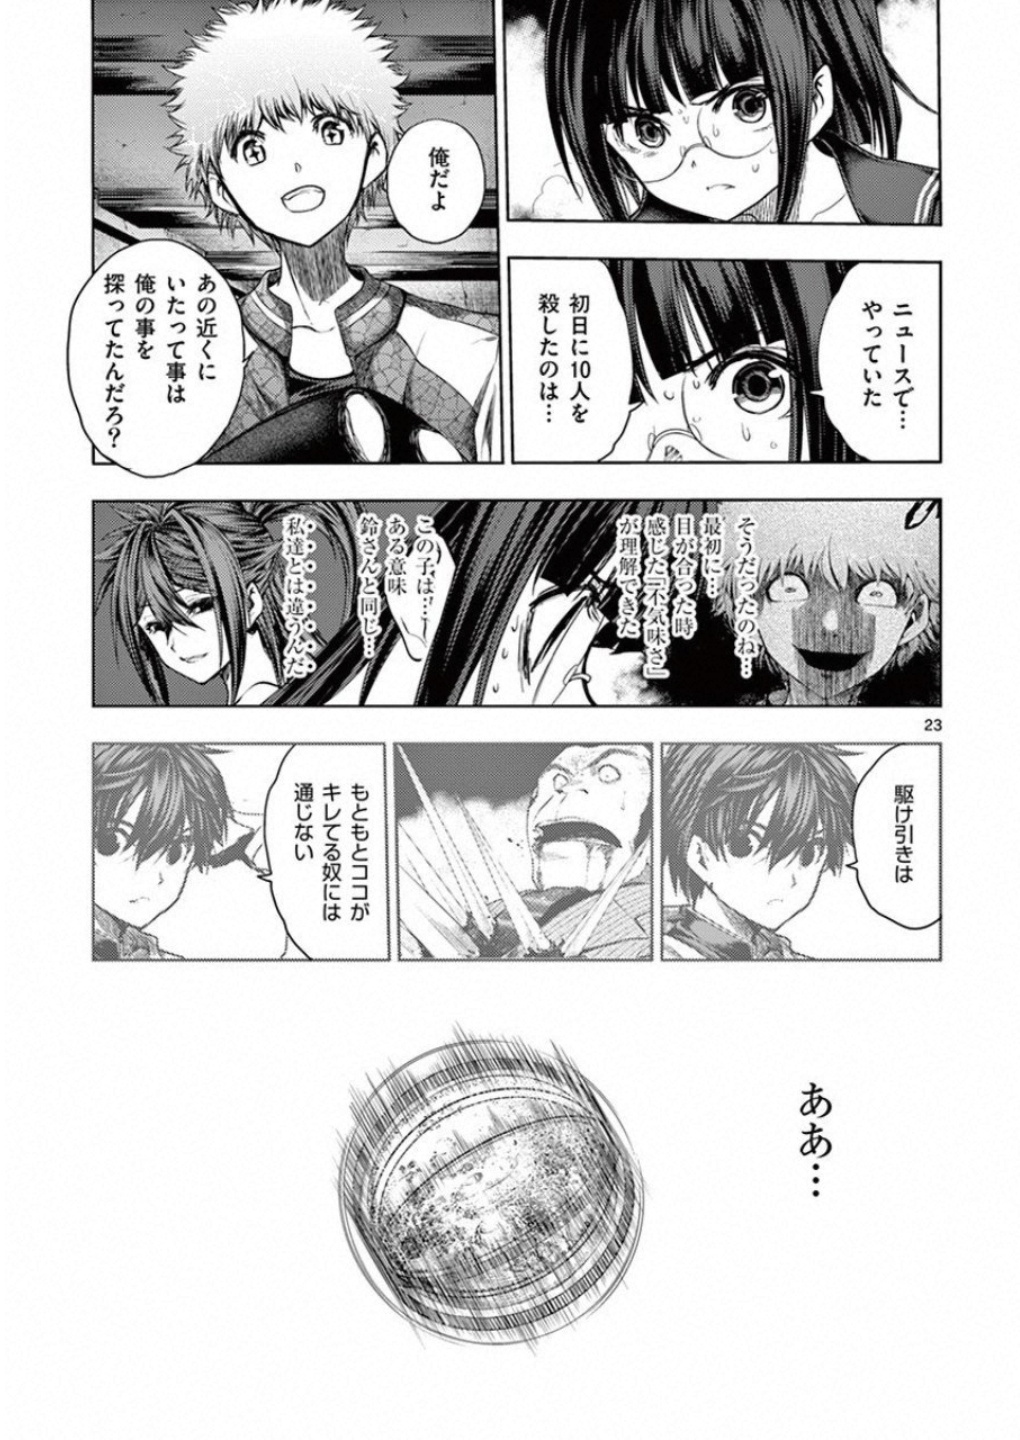 ニュースで…
やっていた
初日に10人を
殺したのは…
俺だよ
あの近くに
いたって事は
俺の事を
探ってたんだろ？
そうだったのね…
最初に…
目が合った時
感じた「不気味さ」
が理解できた
この子は…
ある意味
鈴さんと同じ…
私達とは違うんだ
23
駆け引きは
もともとココが
キレてる奴には
通じない
ああ…